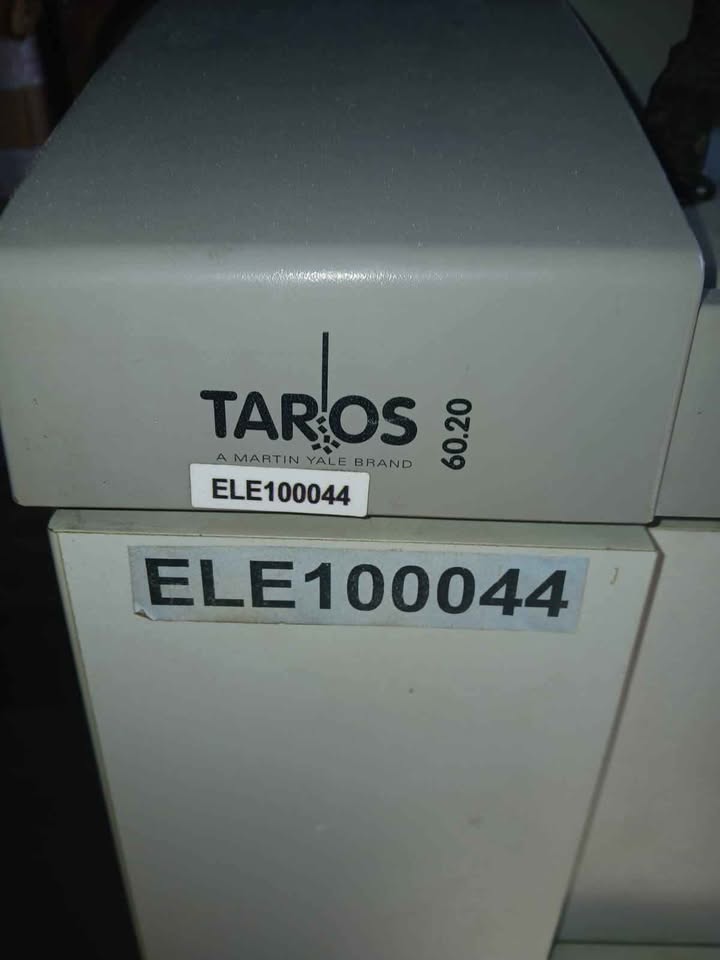 TAROS
60.20
A MARTIN YALE BRAND
ELE100044
ELE100044